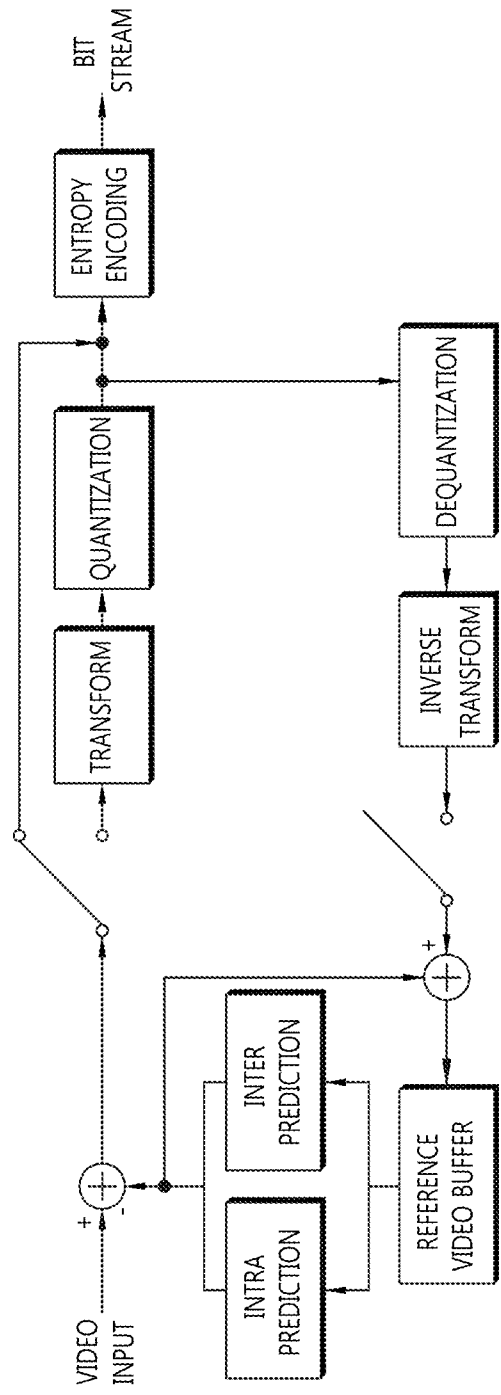 VIDEO
INPUT
+
-
TRANSFORM
QUANTIZATION
ENTROPY
ENCODING
BIT
STREAM
INTRA
PREDICTION
INTER
PREDICTION
REFERENCE
VIDEO BUFFER
+
INVERSE
TRANSFORM
DEQUANTIZATION